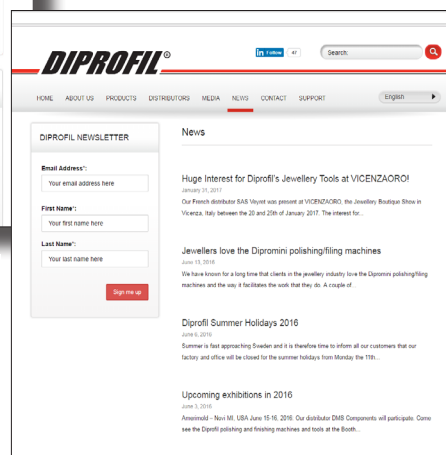 DIPROFIL®
in Follow 47
Search:
HOME ABOUT US PRODUCTS DISTRIBUTORS MEDIA NEWS CONTACT SUPPORT
English
DIPROFIL NEWSLETTER
Email Address*:
Your email address here
First Name*:
Your first name here
Last Name*:
Your last name here
Sign me up
News
Huge Interest for Diprofil's Jewellery Tools at VICENZAORO!
January 31, 2017
Our French distributor SAS Voyret was present at VICENZAORO, the Jewellery Boutique Show in
Vicenza, Italy between the 20 and 25th of January 2017. The interest for...
Jewellers love the Dipromini polishing/filing machines
June 13, 2016
We have known for a long time that clients in the jewellery industry love the Dipromini polishing/filing
machines and the way it facilitates the work that they do. A couple of...
Diprofil Summer Holidays 2016
June 6, 2016
Summer is fast approaching Sweden and it is therefore time to inform all our customers that our
factory and office will be closed for the summer holidays from Monday the 11th...
Upcoming exhibitions in 2016
June 3, 2016
Amerimold – Novi MI, USA June 15-16, 2016. Our distributor DMS Components will participate. Come
see the Diprofil polishing and finishing machines and tools at the Booth...